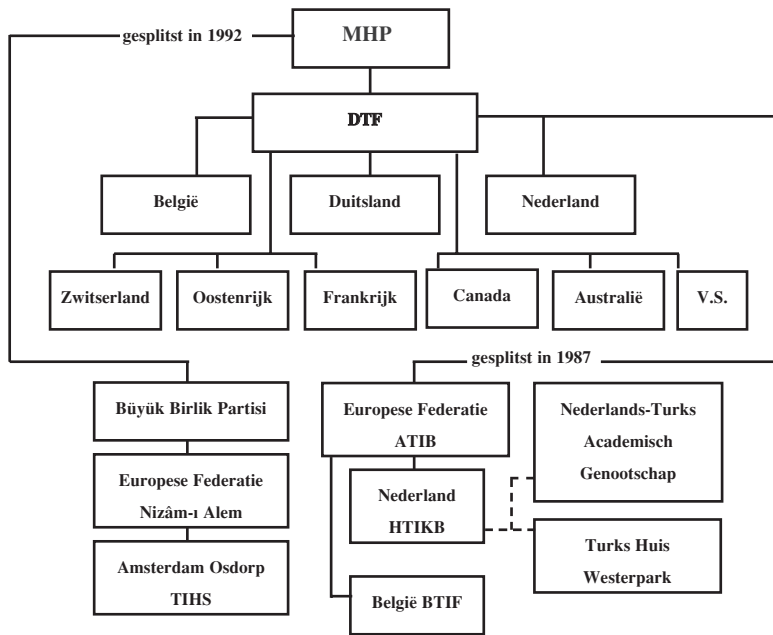 gesplitst in 1992
MHP
DTF
België
Duitsland
Nederland
Zwitserland
Oostenrijk
Frankrijk
Canada
Australië
V.S.
gesplitst in 1987
Büyük Birlik Partisi
Europese Federatie
Nizâm-ı Alem
Amsterdam Osdorp
TIHS
Europese Federatie
ATIB
Nederland
HTIKB
België BTIF
Nederlands-Turks
Academisch
Genootschap
Turks Huis
Westerpark